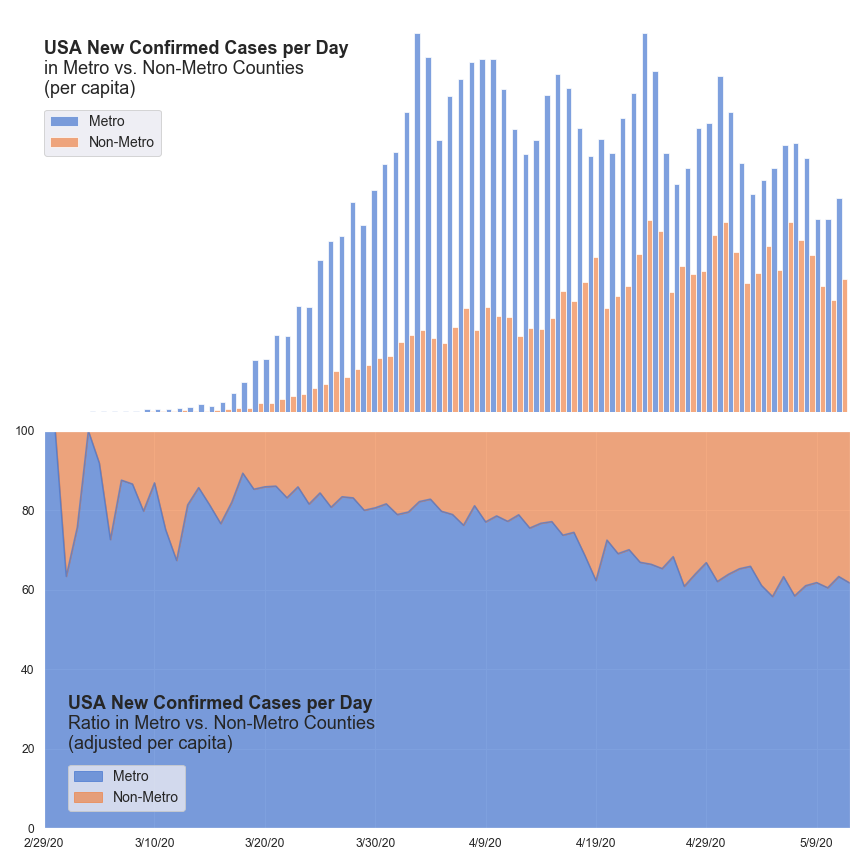 USA New Confirmed Cases per Day
in Metro vs. Non-Metro Counties
(per capita)
Metro
Non-Metro
100
80
60
40
20
0
USA New Confirmed Cases per Day
Ratio in Metro vs. Non-Metro Counties
(adjusted per capita)
Metro
Non-Metro
2/29/20 3/10/20 3/20/20 3/30/20 4/9/20 4/19/20 4/29/20 5/9/20